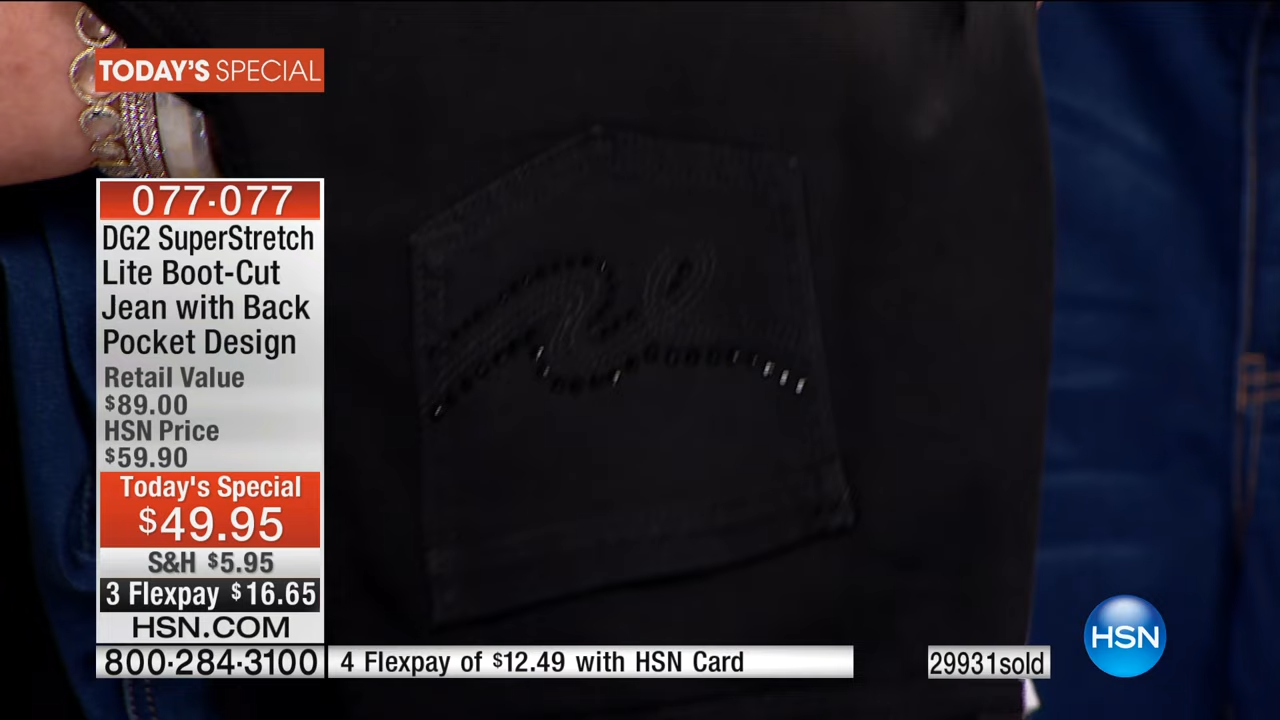 TODAY'S SPECIAL
077·077
DG2 SuperStretch
Lite Boot-Cut
Jean with Back
Pocket Design
Retail Value
$89.00
HSN Price
$59.90
Today's Special
$49.95
S&H $5.95
3 Flexpay $16.65
HSN.COM
800·284·3100
4 Flexpay of $12.49 with HSN Card
29931sold
HSN